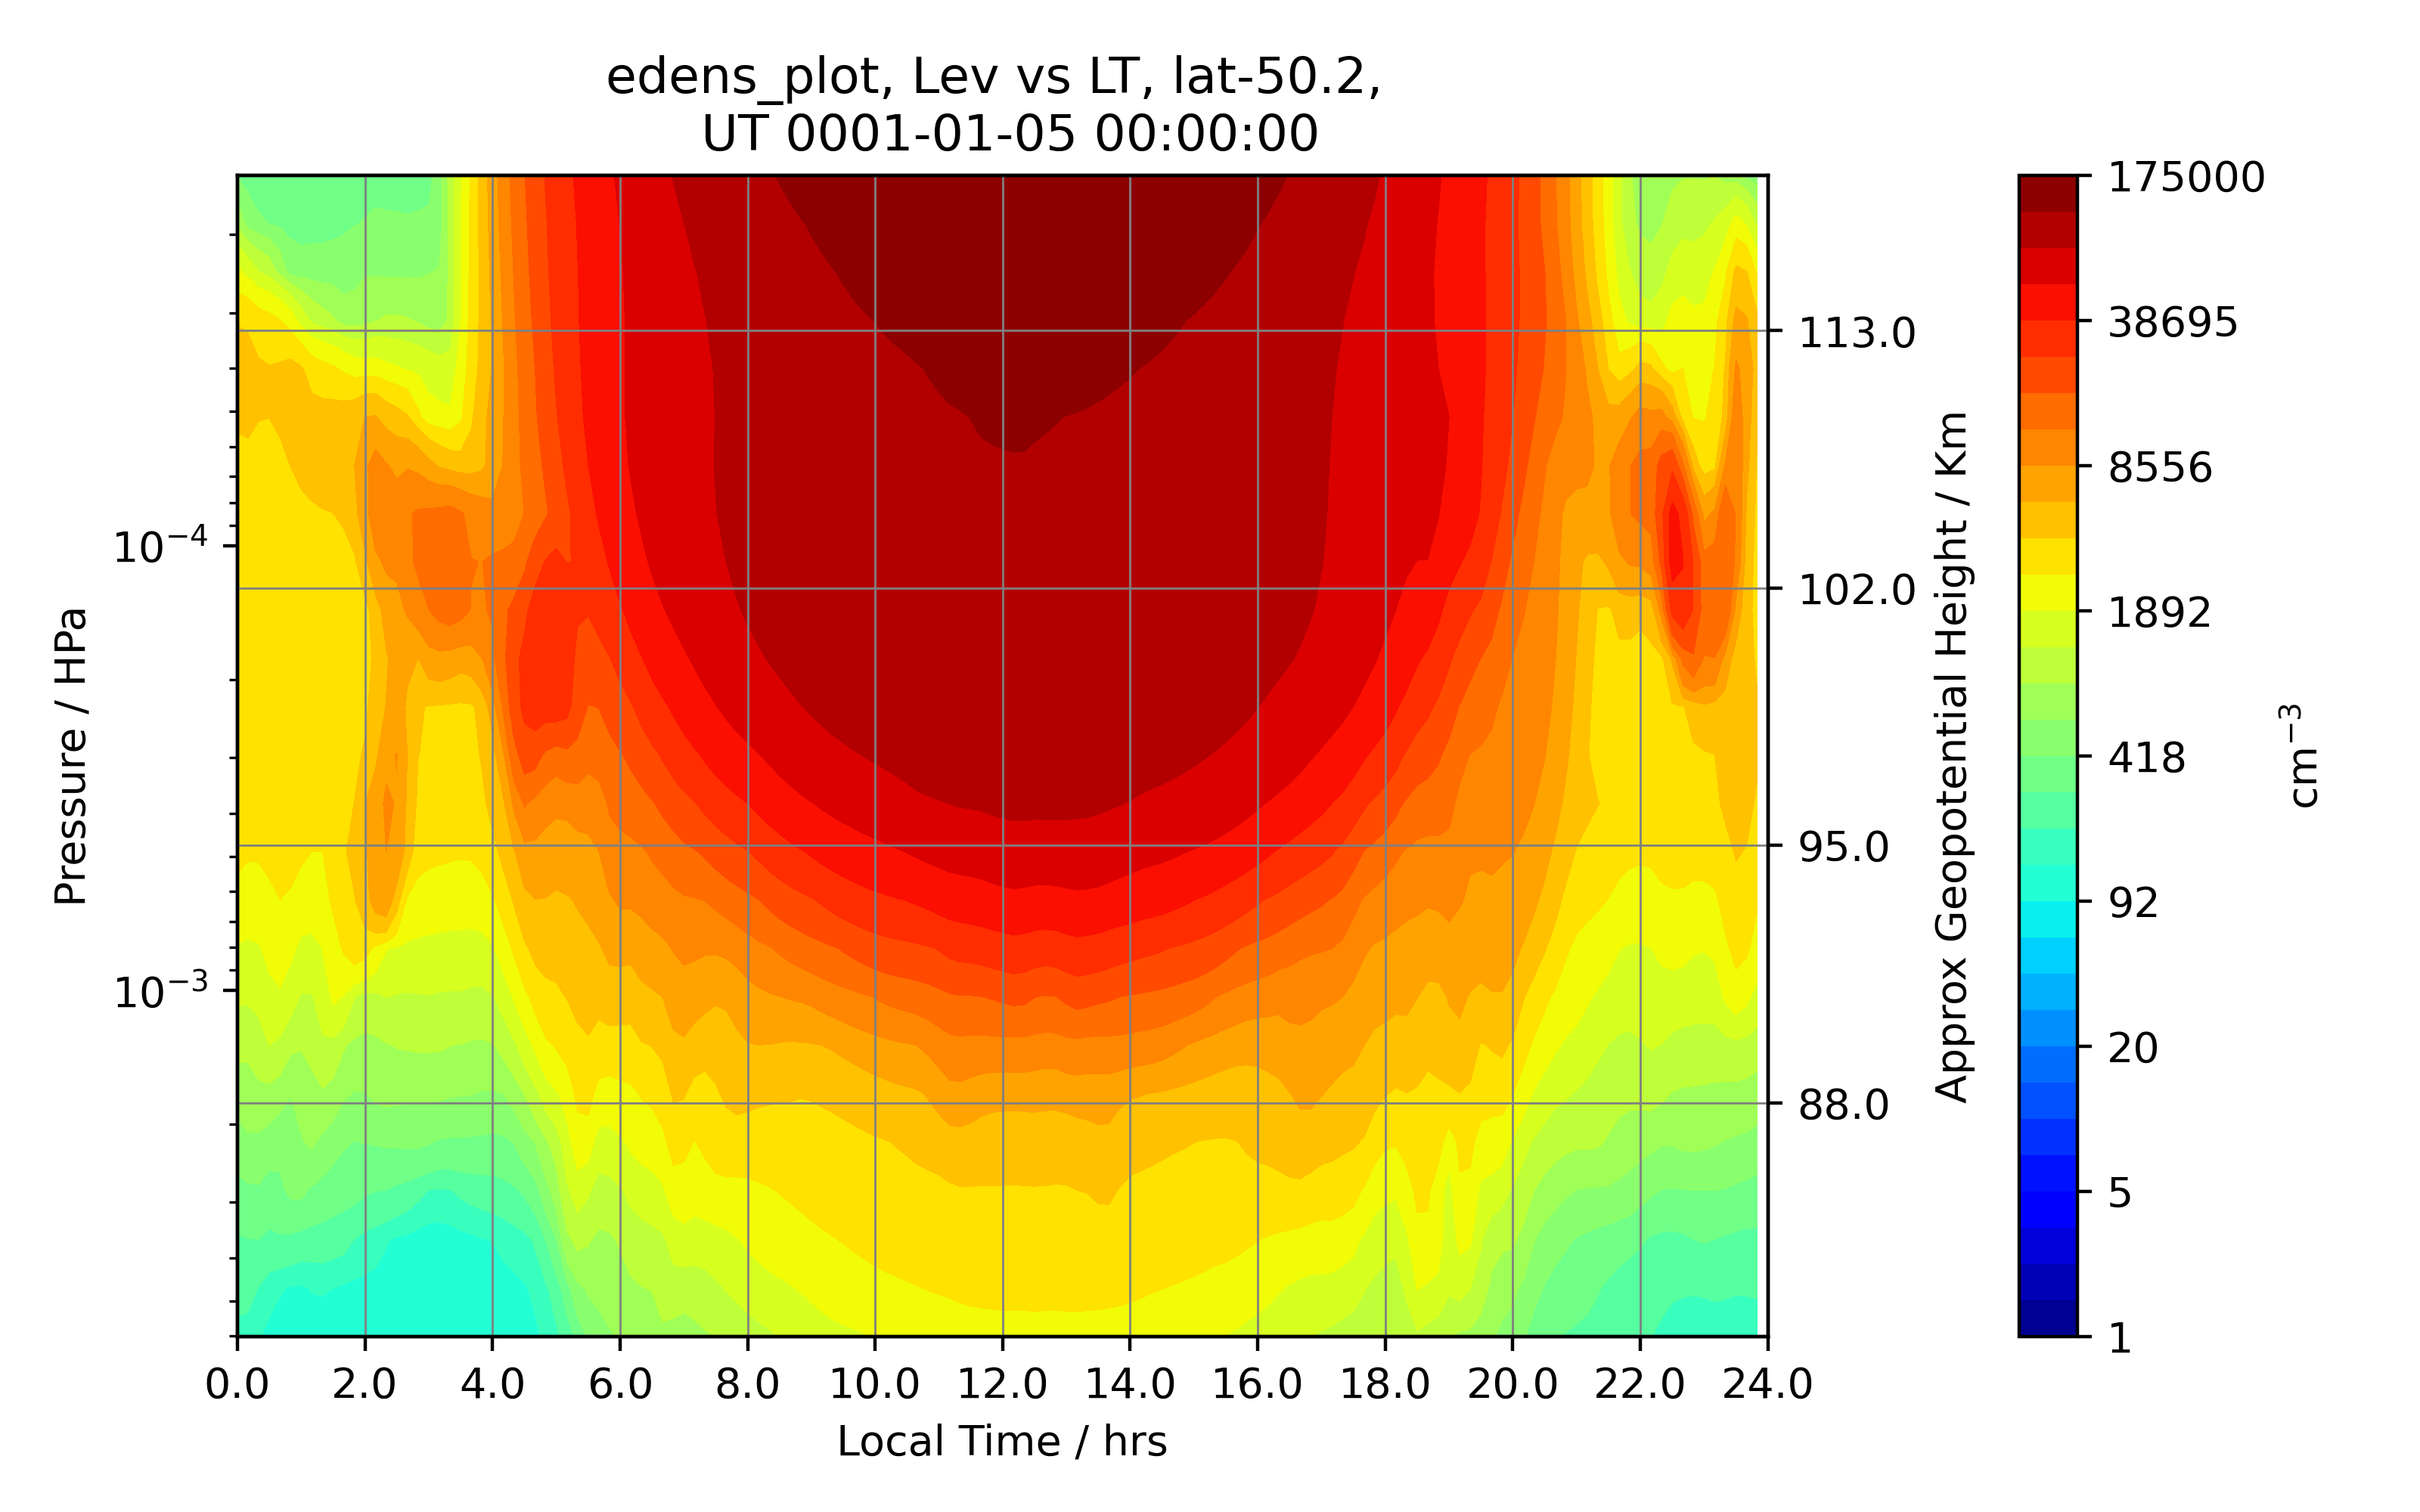 edens_plot, Lev vs LT, lat-50.2,
UT 0001-01-05 00:00:00
Pressure / HPa
10⁻⁴
10⁻³
0.0 2.0 4.0 6.0 8.0 10.0 12.0 14.0 16.0 18.0 20.0 22.0 24.0
Local Time / hrs
113.0
102.0
95.0
88.0
Approx Geopotential Height / Km
175000
38695
8556
1892
418
92
20
5
1
cm⁻³